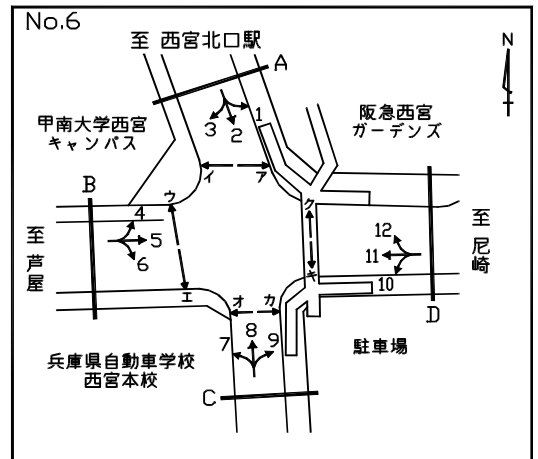 No.6
至 西宮北口駅
A
N
甲南大学西宮
キャンパス
阪急西宮
ガーデンズ
1
3
2
B
ウ
イ
ア
ク
至 芦屋
4
5
6
12
11
10
至 尼崎
エ
オ
カ
キ
D
7
8
9
兵庫県自動車学校
西宮本校
駐車場
C